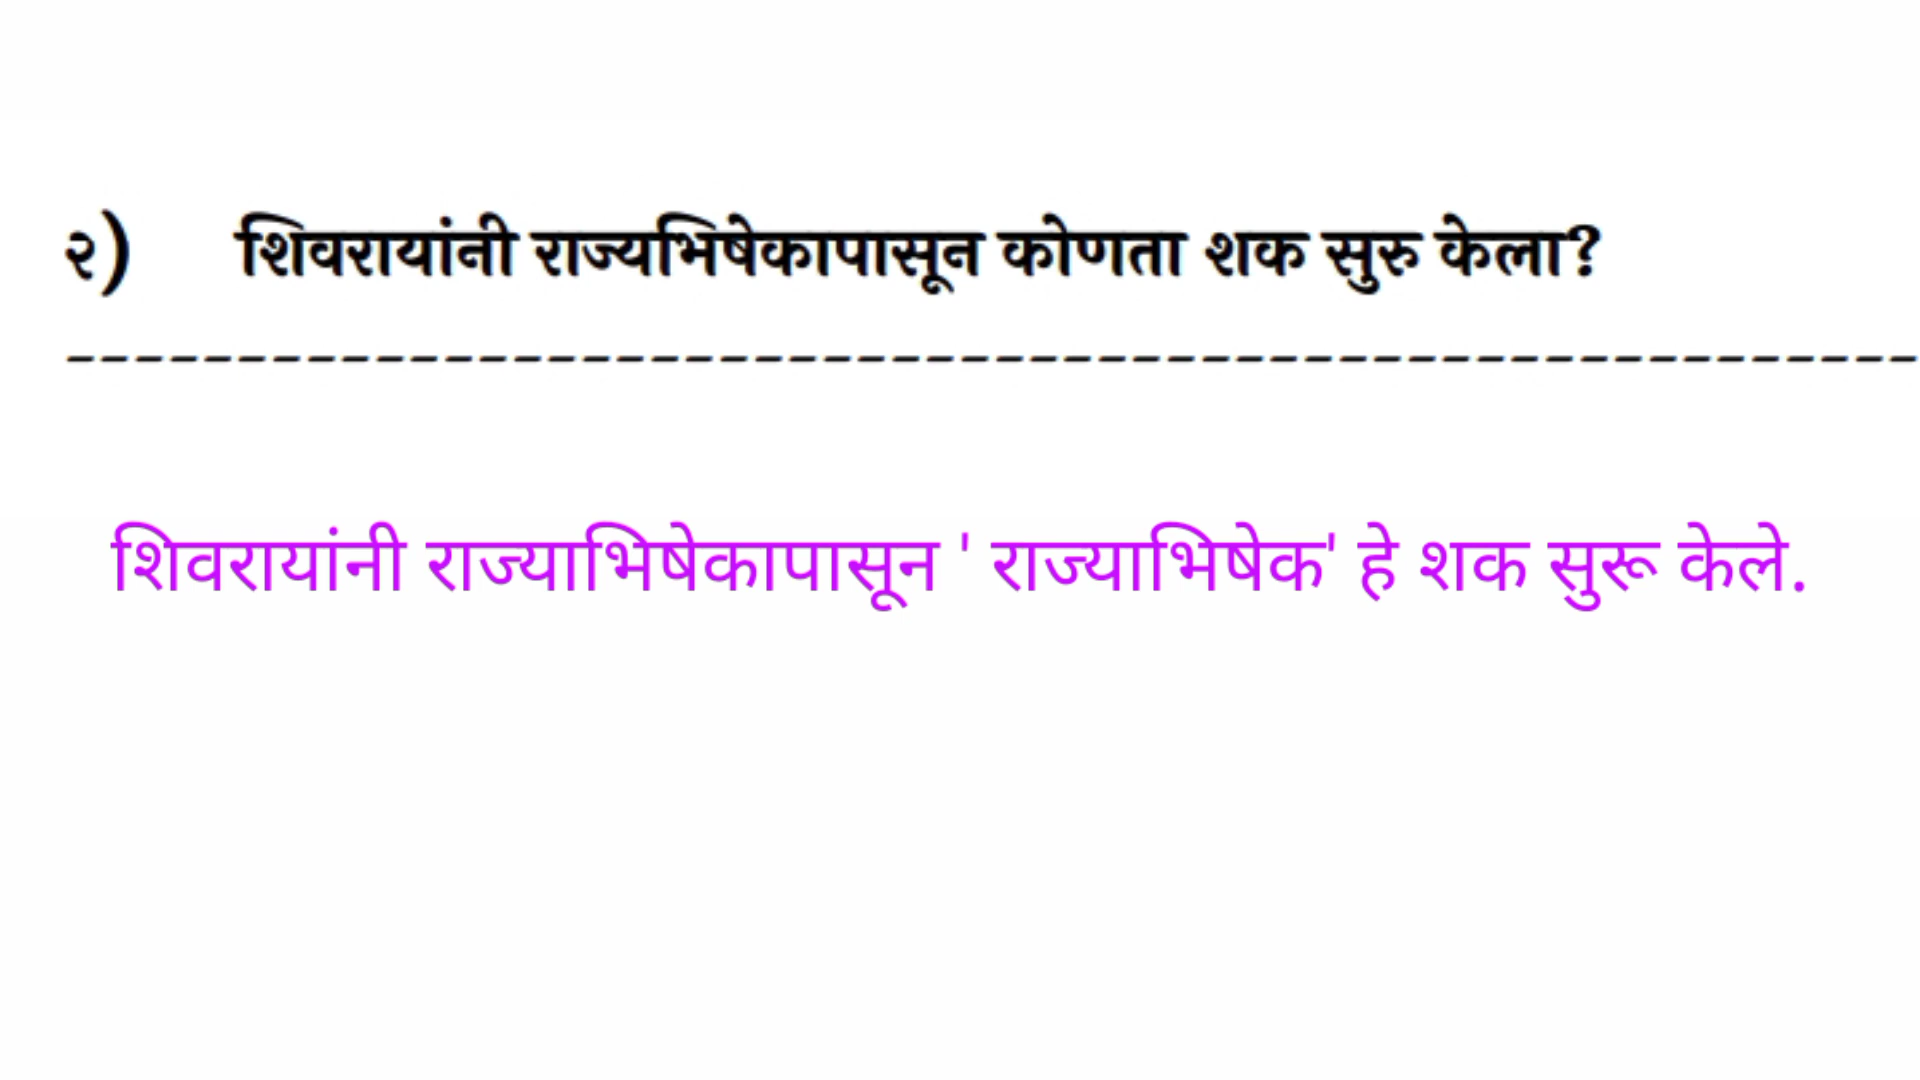 २) शिवरायांनी राज्यभिषेकापासून कोणता शक सुरु केला?
शिवरायांनी राज्याभिषेकापासून ' राज्याभिषेक' हे शक सुरू केले.